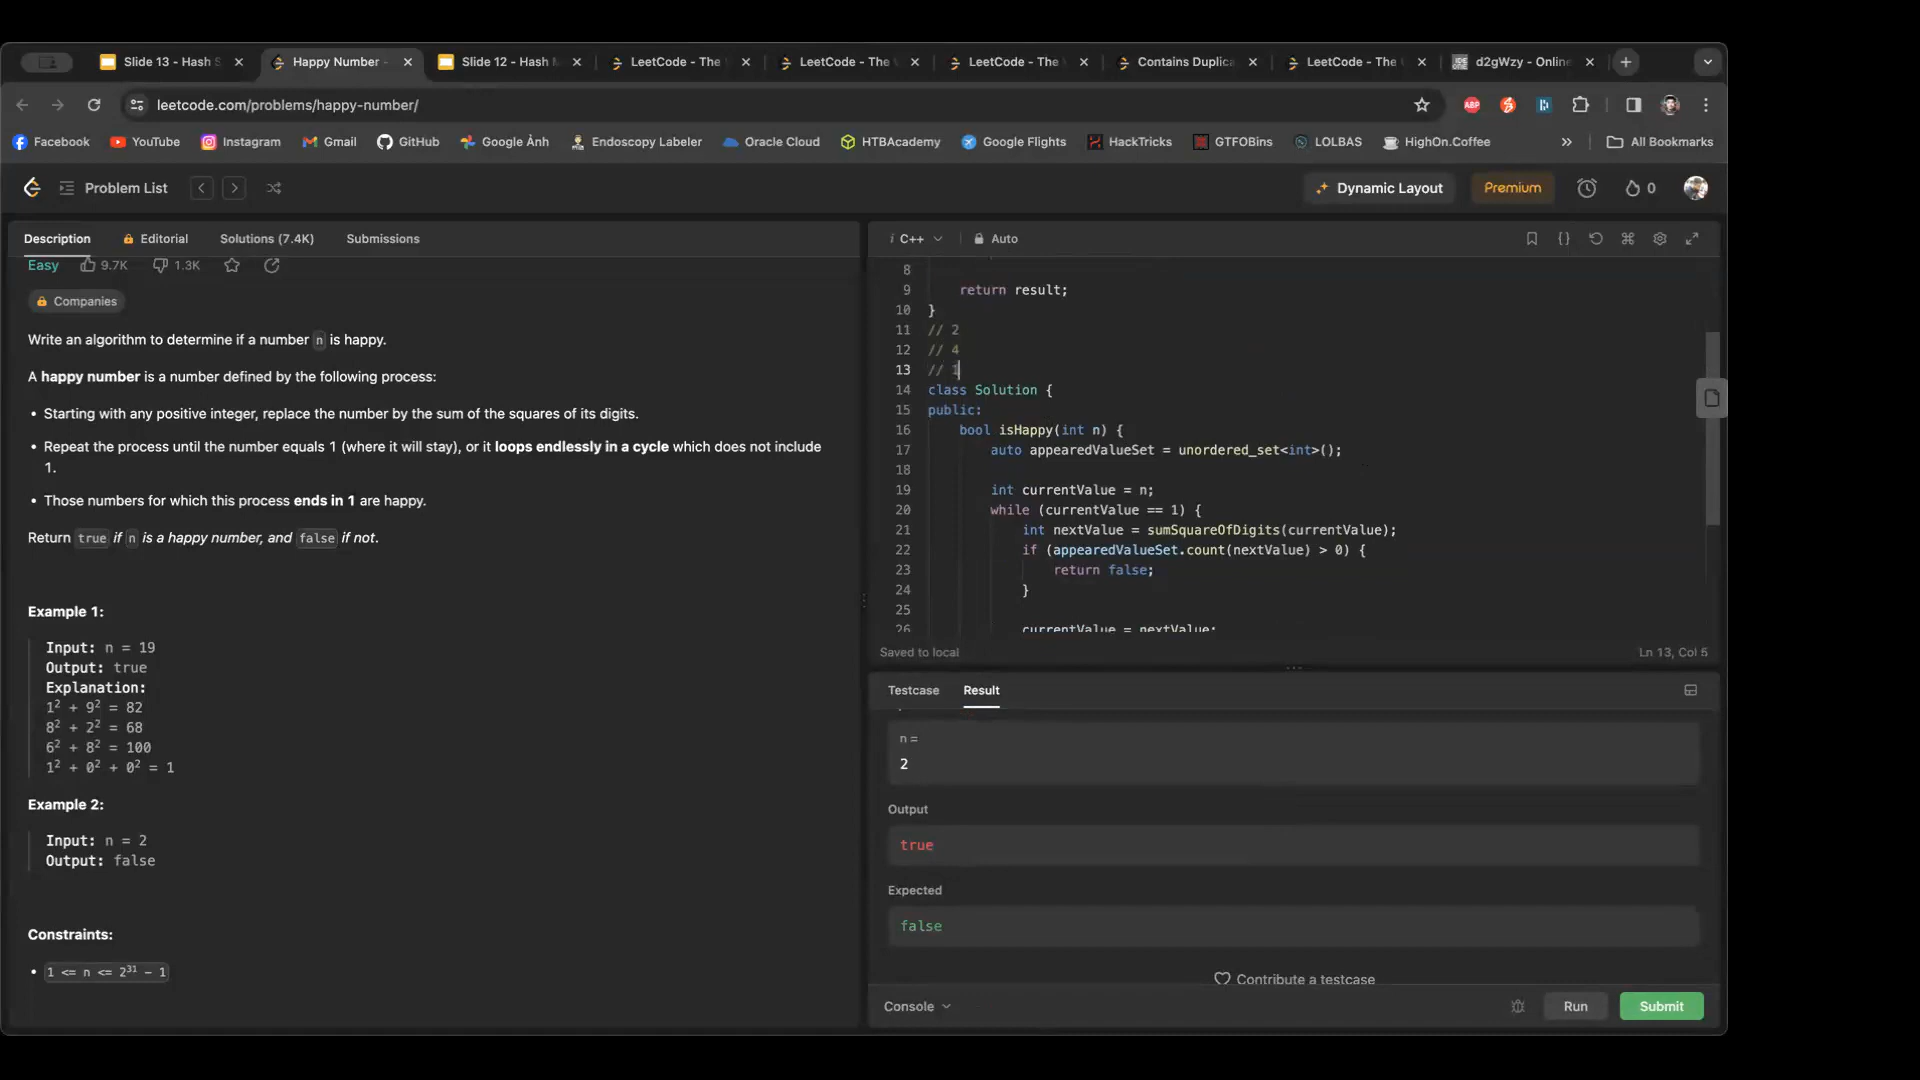 Slide 13 - Hash S
Happy Number -
Slide 12 - Hash M
LeetCode - The
LeetCode - The
LeetCode - The
Contains Duplica
LeetCode - The
d2gWzy - Online
leetcode.com/problems/happy-number/
Facebook YouTube Instagram Gmail GitHub Google Ảnh Endoscopy Labeler Oracle Cloud HTBAcademy Google Flights HackTricks GTFOBins LOLBAS HighOn.Coffee » All Bookmarks
Problem List
Dynamic Layout
Premium
0
Description Editorial Solutions (7.4K) Submissions
Easy 9.7K 1.3K
Companies
Write an algorithm to determine if a number n is happy.
A happy number is a number defined by the following process:
• Starting with any positive integer, replace the number by the sum of the squares of its digits.
• Repeat the process until the number equals 1 (where it will stay), or it loops endlessly in a cycle which does not include
1.
• Those numbers for which this process ends in 1 are happy.
Return true if n is a happy number, and false if not.
Example 1:
Input: n = 19
Output: true
Explanation:
1² + 9² = 82
8² + 2² = 68
6² + 8² = 100
1² + 0² + 0² = 1
Example 2:
Input: n = 2
Output: false
Constraints:
• 1 <= n <= 2³¹ - 1
i C++ Auto
8
9 return result;
10 }
11 // 2
12 // 4
13 // 1
14 class Solution {
15 public:
16 bool isHappy(int n) {
17 auto appearedValueSet = unordered_set<int>();
18
19 int currentValue = n;
20 while (currentValue == 1) {
21 int nextValue = sumSquareOfDigits(currentValue);
22 if (appearedValueSet.count(nextValue) > 0) {
23 return false;
24 }
25
26 currentValue = nextValue;
Saved to local
Ln 13, Col 5
Testcase Result
n =
2
Output
true
Expected
false
Contribute a testcase
Console
Run
Submit